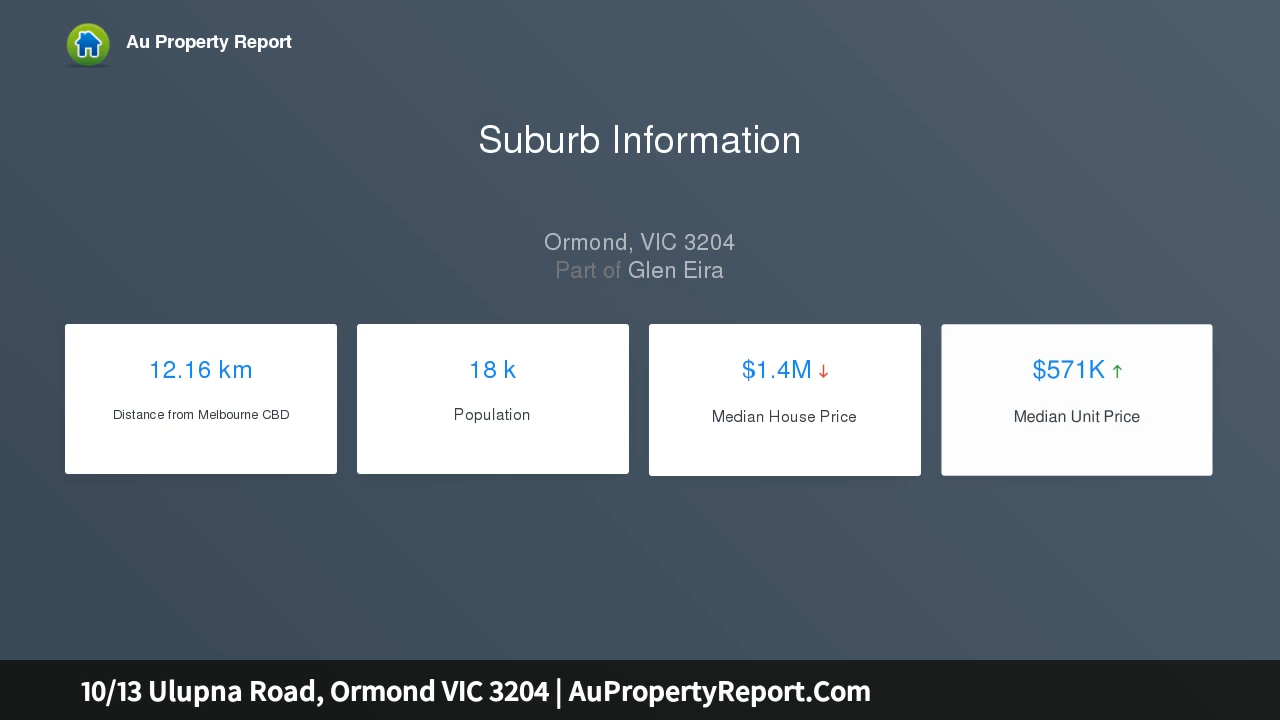 Au Property Report
Suburb Information
Ormond, VIC 3204
Part of Glen Eira
12.16 km
Distance from Melbourne CBD
18 k
Population
$1.4M ↓
Median House Price
$571K ↑
Median Unit Price
10/13 Ulupna Road, Ormond VIC 3204 | AuPropertyReport.Com